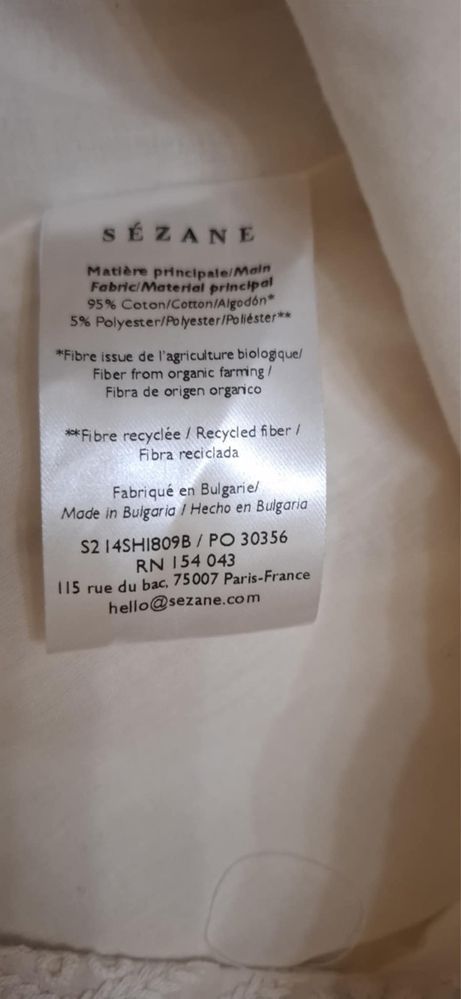 SÉZANE
Matière principale/Main
Fabric/Material principal
95% Coton/Cotton/Algodón*
5% Polyester/Polyester/Poliéster**
*Fibre issue de l'agriculture biologique/
Fiber from organic farming /
Fibra de origen organico
**Fibre recyclée / Recycled fiber /
Fibra reciclada
Fabriqué en Bulgarie/
Made in Bulgaria / Hecho en Bulgaria
S214SHI809B / PO 30356
RN 154 043
115 rue du bac, 75007 Paris-France
hello@sezane.com